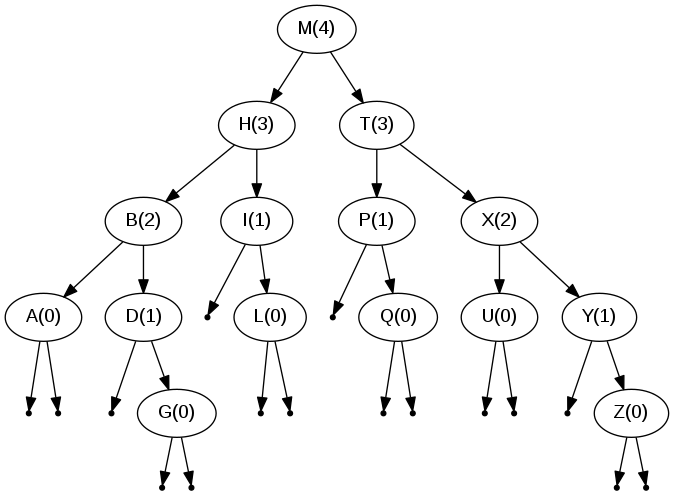 M(4)
H(3) T(3)
B(2) I(1) P(1) X(2)
A(0) D(1) L(0) Q(0) U(0) Y(1)
G(0) Z(0)